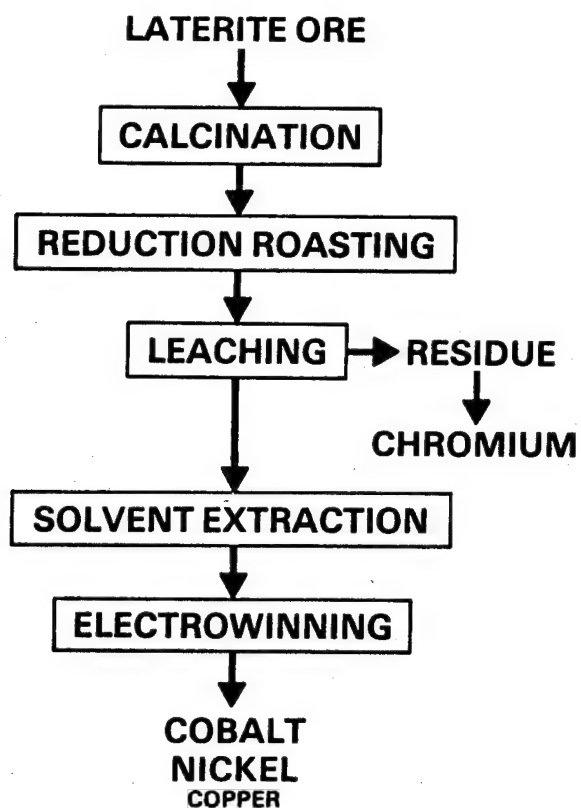 LATERITE ORE
CALCINATION
REDUCTION ROASTING
LEACHING
RESIDUE
CHROMIUM
SOLVENT EXTRACTION
ELECTROWINNING
COBALT
NICKEL
COPPER